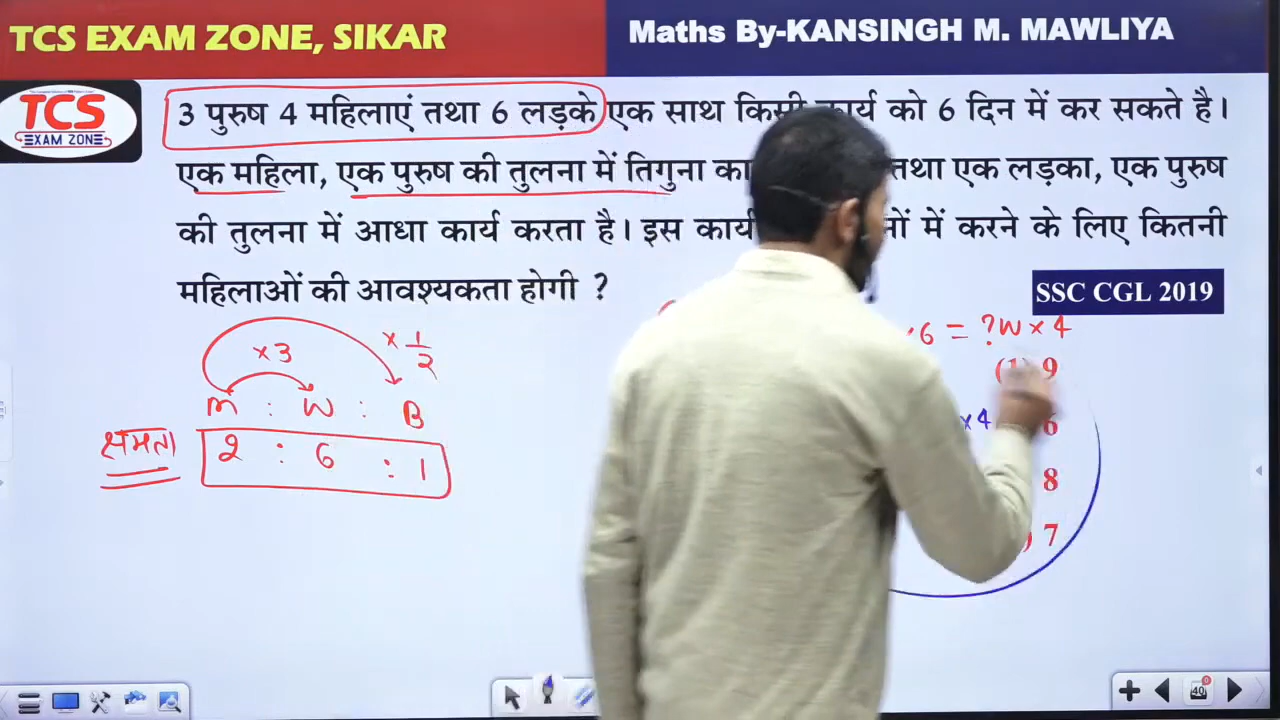 TCS EXAM ZONE, SIKAR
Maths By-KANSINGH M. MAWLIYA
TCS
EXAM ZONE
3 पुरुष 4 महिलाएं तथा 6 लड़के एक साथ किसी कार्य को 6 दिन में कर सकते है।
एक महिला, एक पुरुष की तुलना में तिगुना तथा एक लड़का, एक पुरुष
की तुलना में आधा कार्य करता है। इस में करने के लिए कितनी
महिलाओं की आवश्यकता होगी ?
SSC CGL 2019
×3
× 1/2
M : W : B
क्षमता 2 : 6 : 1
6 = ?W × 4
(1) 9
×4 6
8
7
40